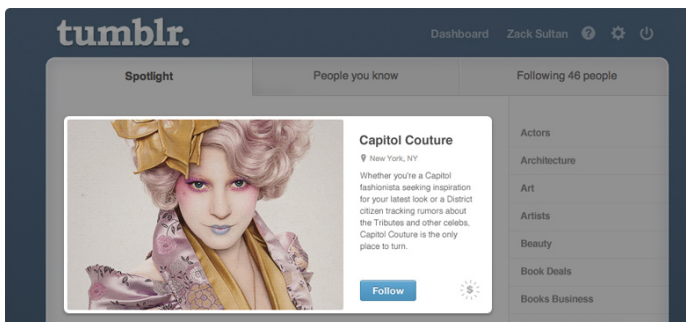 tumblr.
Dashboard
Zack Sultan
?
Spotlight
People you know
Following 46 people
Capitol Couture
New York, NY
Whether you're a Capitol
fashionista seeking inspiration
for your latest look or a District
citizen tracking rumors about
the Tributes and other celebs,
Capitol Couture is the only
place to turn.
Follow
$
Actors
Architecture
Art
Artists
Beauty
Book Deals
Books Business